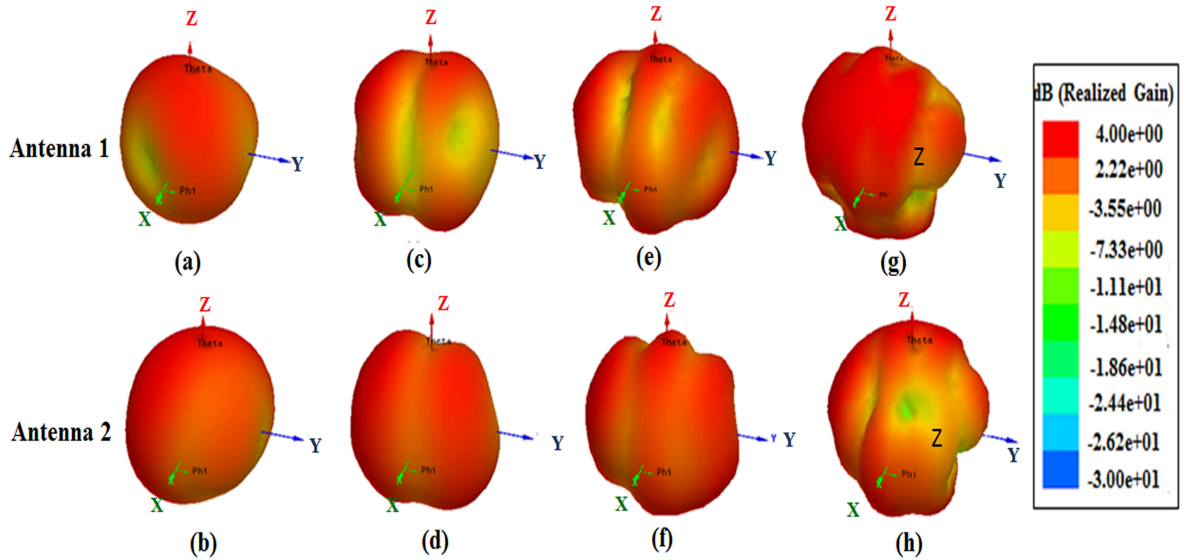 Z
Theta
Antenna 1
Y
Phi
X
(a)
Z
Theta
Y
Phi
X
(c)
Z
Theta
Y
Phi
X
(e)
Z
Theta
Z
Y
Phi
X
(g)
Z
Theta
Antenna 2
Y
Phi
X
(b)
Z
Theta
Y
Phi
X
(d)
Z
Theta
Y Y
Phi
X
(f)
Z
Theta
Z
Y
Phi
X
(h)
dB (Realized Gain)
4.00e+00
2.22e+00
-3.55e+00
-7.33e+00
-1.11e+01
-1.48e+01
-1.86e+01
-2.44e+01
-2.62e+01
-3.00e+01